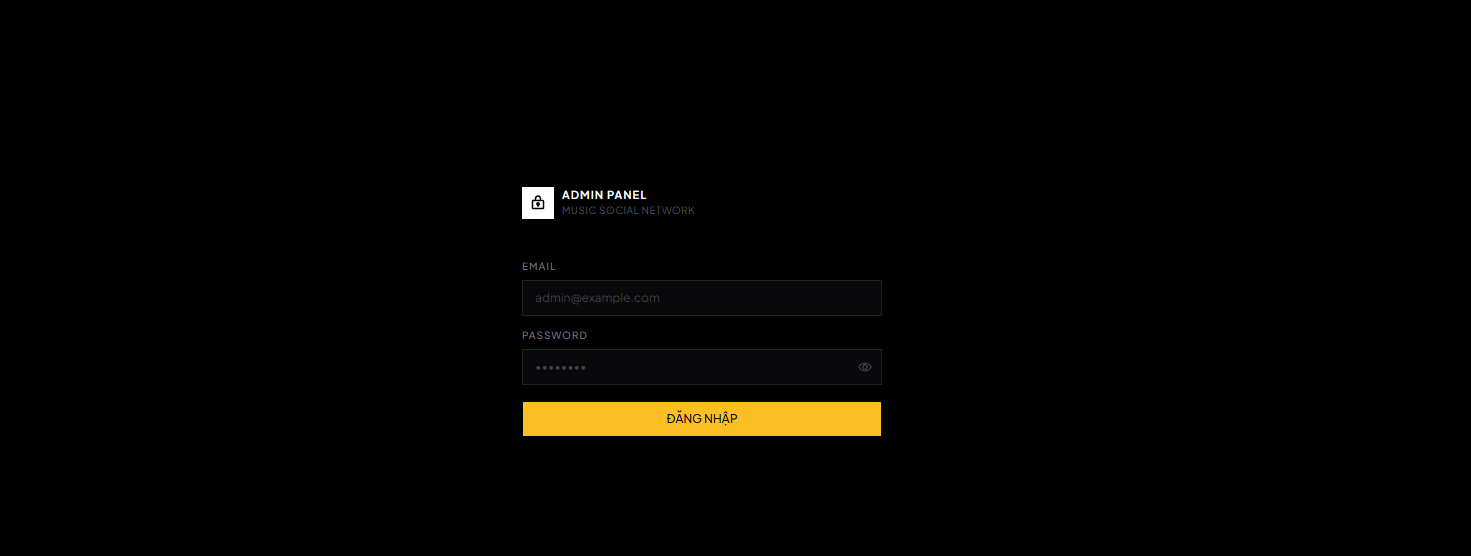 ADMIN PANEL
MUSIC SOCIAL NETWORK
EMAIL
admin@example.com
PASSWORD
••••••••
ĐĂNG NHẬP